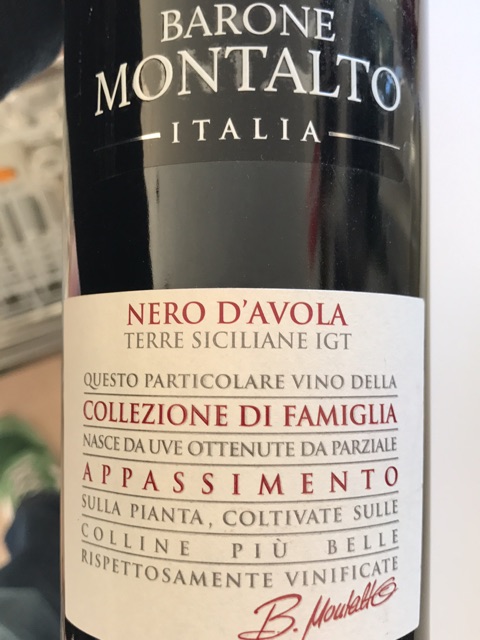 BARONE
MONTALTO
ITALIA
NERO D'AVOLA
TERRE SICILIANE IGT
QUESTO PARTICOLARE VINO DELLA
COLLEZIONE DI FAMIGLIA
NASCE DA UVE OTTENUTE DA PARZIALE
APPASSIMENTO
SULLA PIANTA, COLTIVATE SULLE
COLLINE PIÙ BELLE
RISPETTOSAMENTE VINIFICATE
B. Montalto